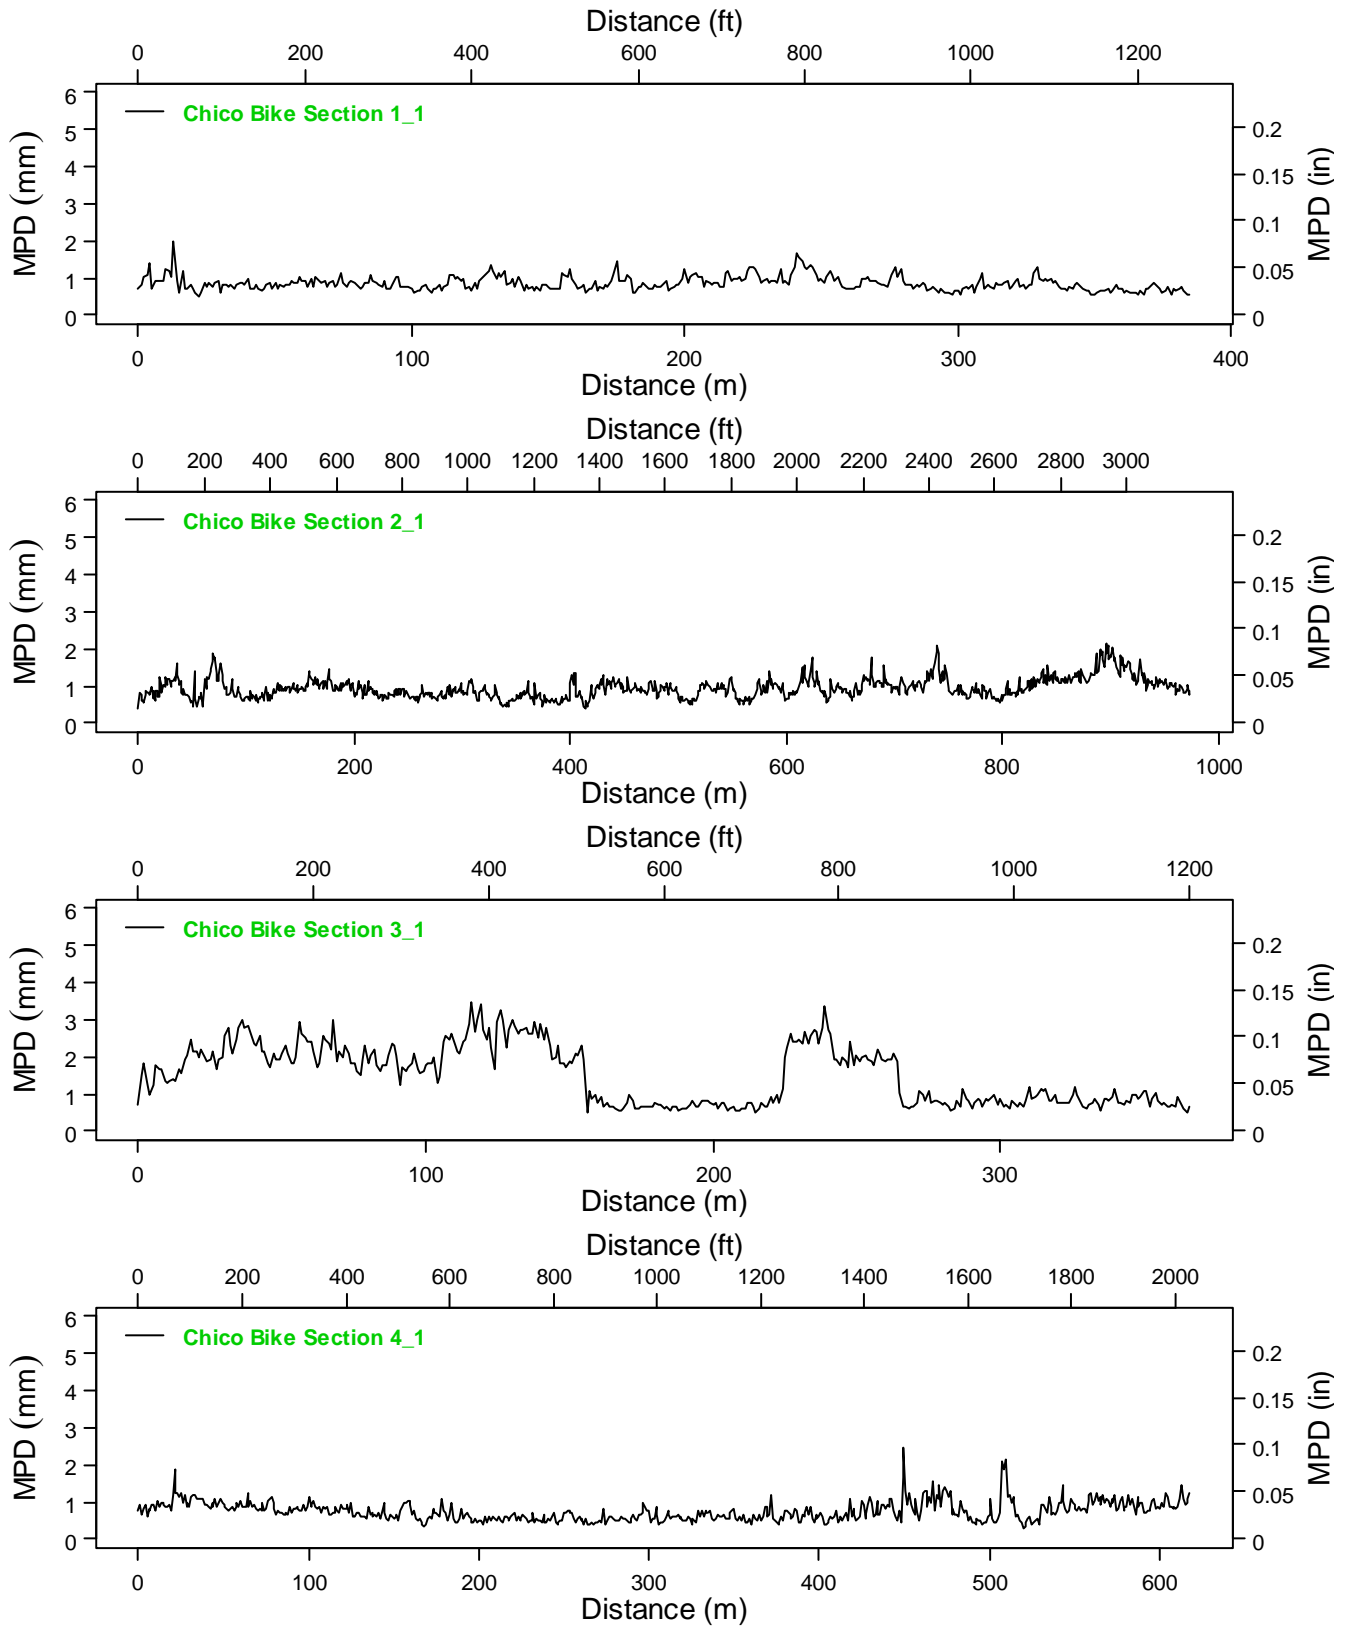 Distance (ft)
0 200 400 600 800 1000 1200
6
5
4
3
2
1
0
MPD (mm)
Chico Bike Section 1_1
0.2
0.15
0.1
0.05
0
MPD (in)
0 100 200 300 400
Distance (m)
Distance (ft)
0 200 400 600 800 1000 1200 1400 1600 1800 2000 2200 2400 2600 2800 3000
6
5
4
3
2
1
0
MPD (mm)
Chico Bike Section 2_1
0.2
0.15
0.1
0.05
0
MPD (in)
0 200 400 600 800 1000
Distance (m)
Distance (ft)
0 200 400 600 800 1000 1200
6
5
4
3
2
1
0
MPD (mm)
Chico Bike Section 3_1
0.2
0.15
0.1
0.05
0
MPD (in)
0 100 200 300
Distance (m)
Distance (ft)
0 200 400 600 800 1000 1200 1400 1600 1800 2000
6
5
4
3
2
1
0
MPD (mm)
Chico Bike Section 4_1
0.2
0.15
0.1
0.05
0
MPD (in)
0 100 200 300 400 500 600
Distance (m)